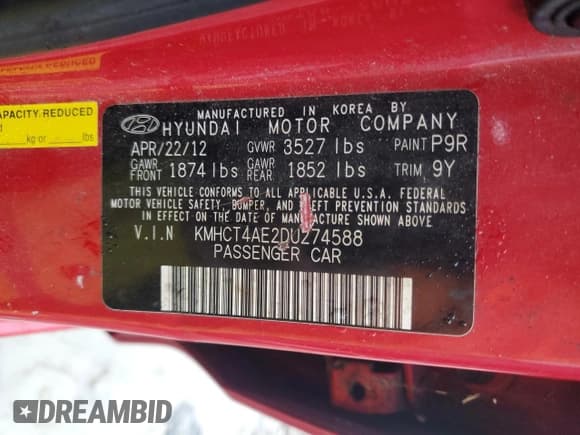 CAPACITY REDUCED
kg or lbs
MANUFACTURED IN KOREA BY
HYUNDAI MOTOR COMPANY
APR/22/12 GVWR 3527 lbs PAINT P9R
GAWR FRONT 1874 lbs GAWR REAR 1852 lbs TRIM 9Y
THIS VEHICLE CONFORMS TO ALL APPLICABLE U.S.A. FEDERAL
MOTOR VEHICLE SAFETY, BUMPER, AND THEFT PREVENTION STANDARDS
IN EFFECT ON THE DATE OF MANUFACTURE SHOWN ABOVE
V.I.N KMHCT4AE2DU274588
PASSENGER CAR
DREAMBID